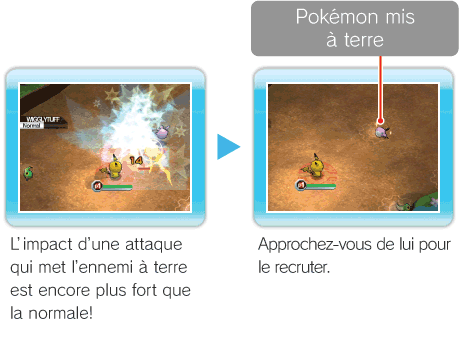 Pokémon mis
à terre
WIGGLYTUFF
Normal
14
L'impact d'une attaque
qui met l'ennemi à terre
est encore plus fort que
la normale!
Approchez-vous de lui pour
le recruter.